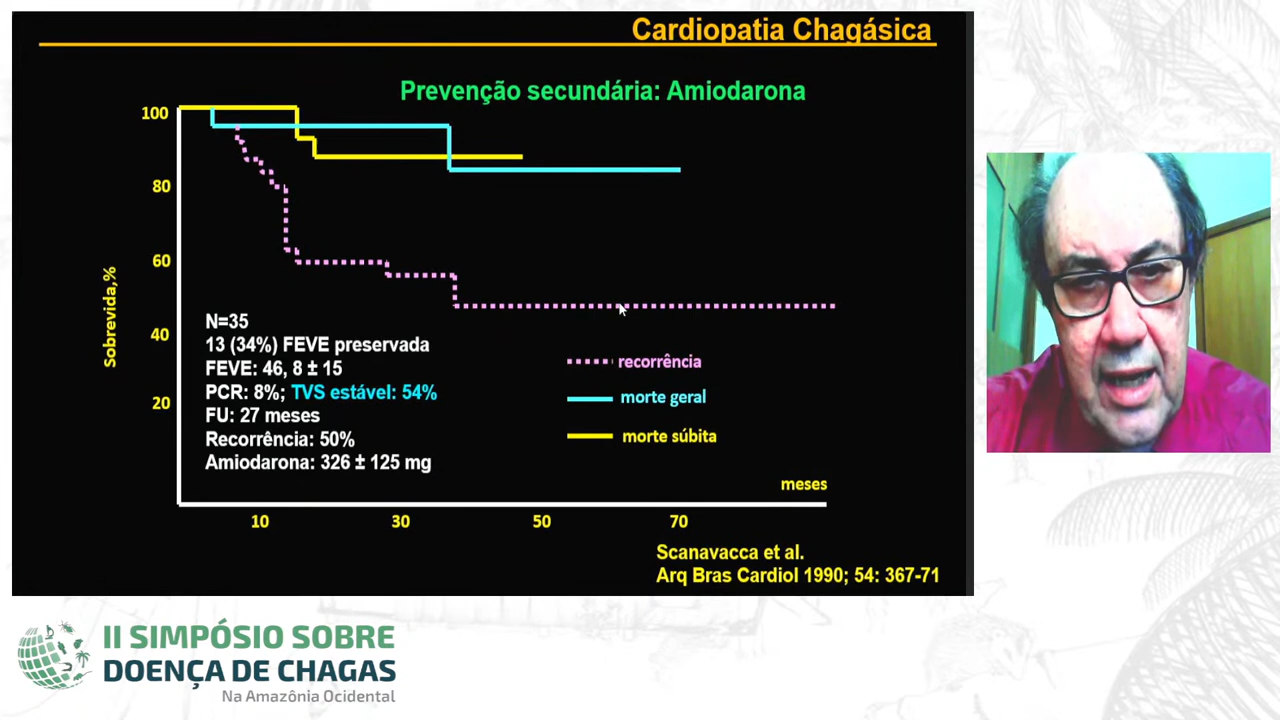 Cardiopatia Chagásica
Prevenção secundária: Amiodarona
100
80
60
40
20
Sobrevida,%
N=35
13 (34%) FEVE preservada
FEVE: 46, 8 ± 15
PCR: 8%; TVS estável: 54%
FU: 27 meses
Recorrência: 50%
Amiodarona: 326 ± 125 mg
recorrência
morte geral
morte súbita
meses
10 30 50 70
Scanavacca et al.
Arq Bras Cardiol 1990; 54: 367-71
II SIMPÓSIO SOBRE
DOENÇA DE CHAGAS
Na Amazônia Ocidental